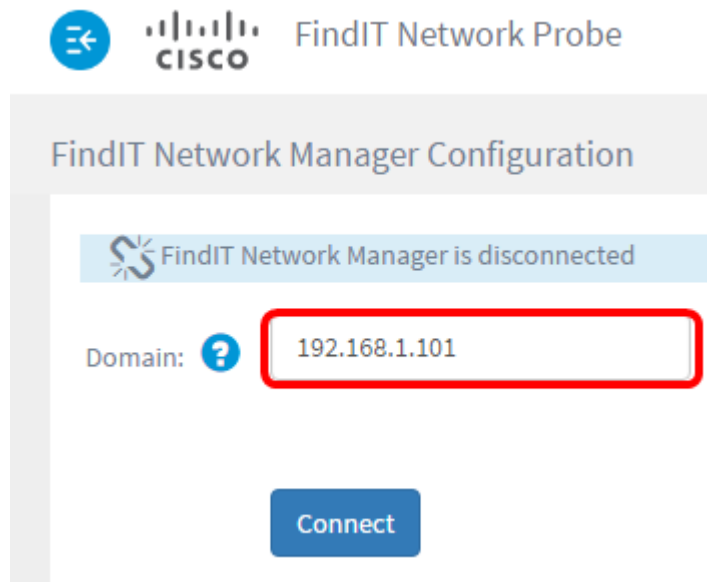 CISCO FindIT Network Probe
FindIT Network Manager Configuration
FindIT Network Manager is disconnected
Domain: ? 192.168.1.101
Connect